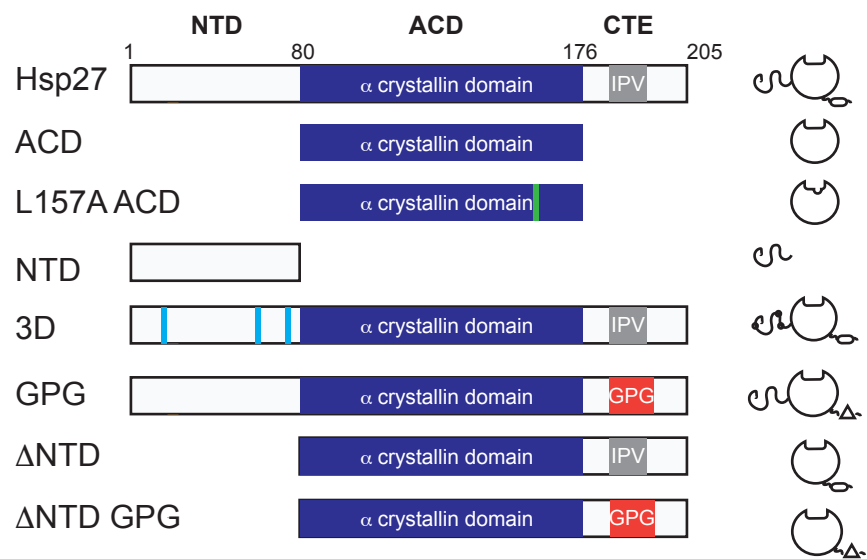 NTD ACD CTE
1 80 176 205
Hsp27 α crystallin domain IPV
ACD α crystallin domain
L157A ACD α crystallin domain
NTD
3D α crystallin domain IPV
GPG α crystallin domain GPG
ΔNTD α crystallin domain IPV
ΔNTD GPG α crystallin domain GPG